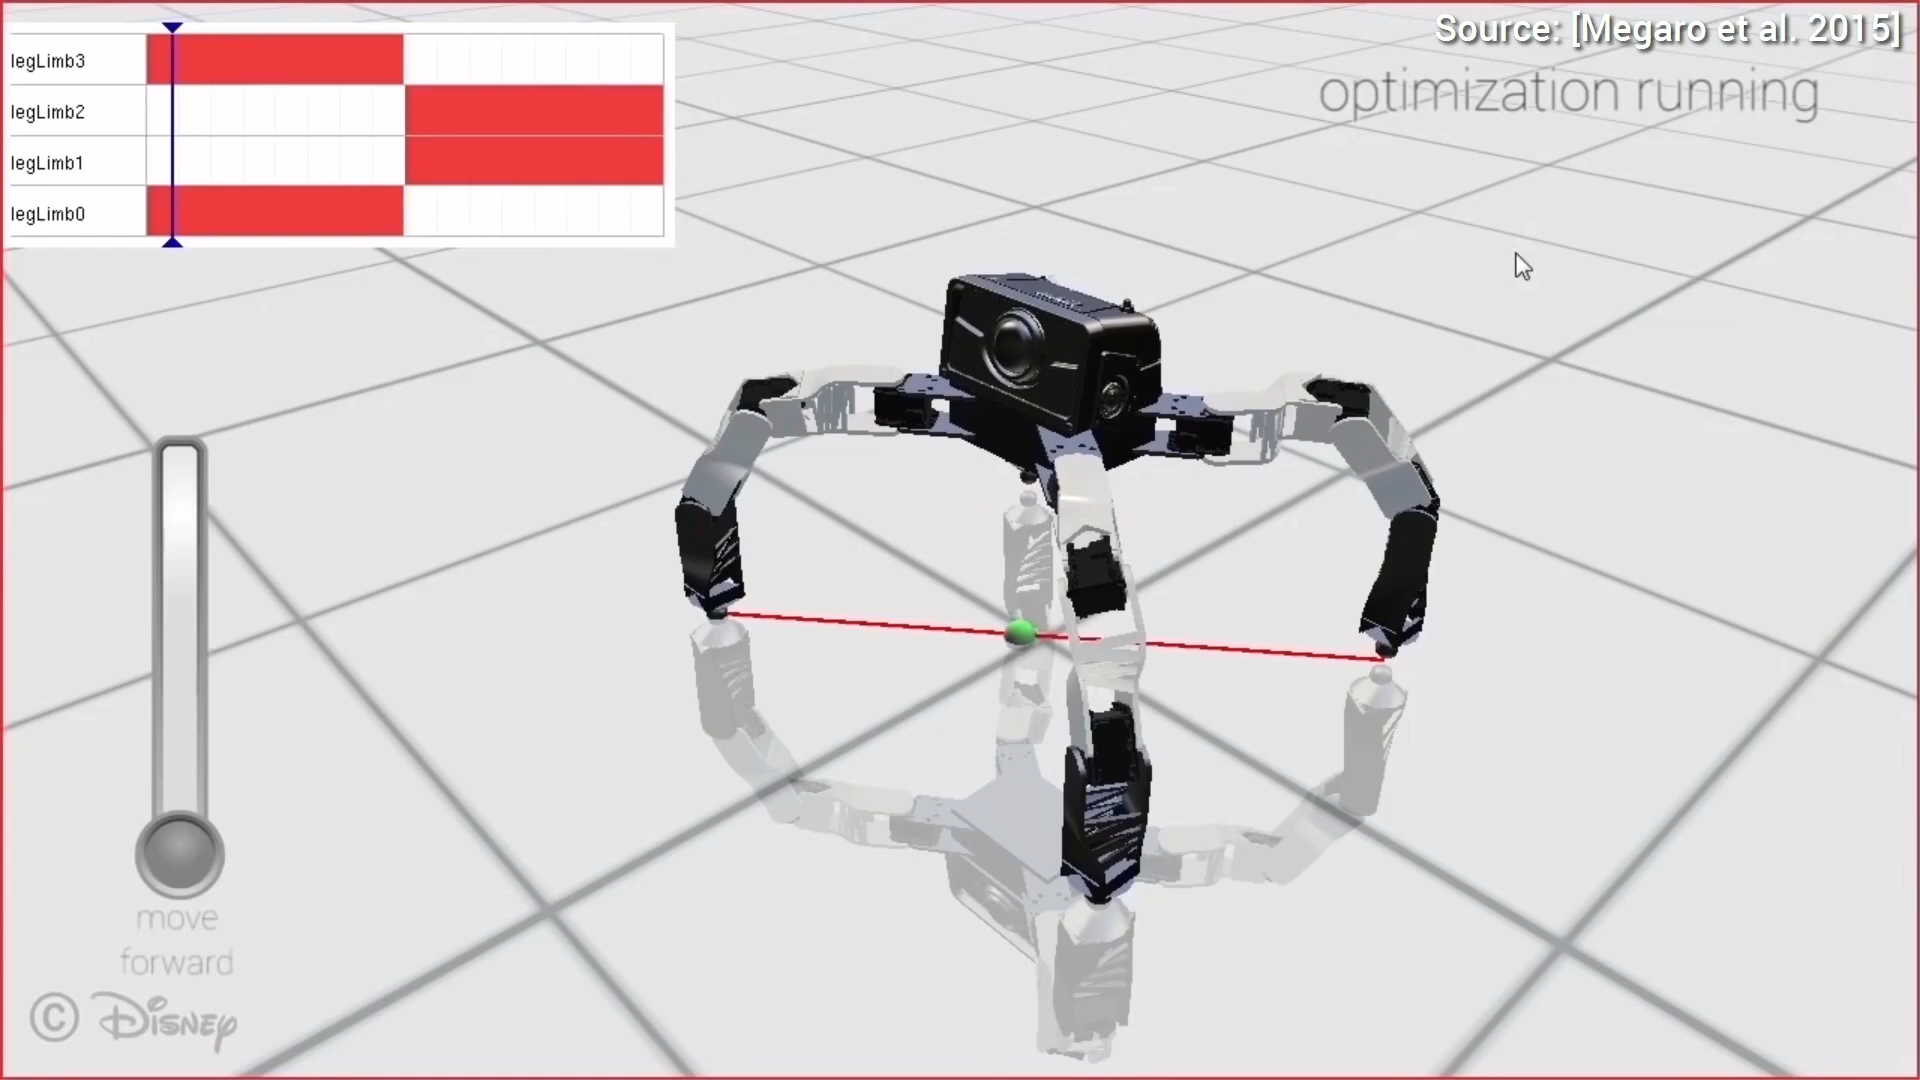 Source: [Megaro et al. 2015]
optimization running
legLimb3
legLimb2
legLimb1
legLimb0
move
forward
© Disney